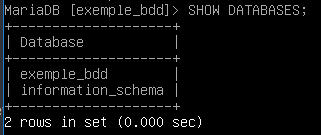 MariaDB [exemple_bdd]> SHOW DATABASES;
+--------------------+
| Database           |
+--------------------+
| exemple_bdd        |
| information_schema |
+--------------------+
2 rows in set (0.000 sec)